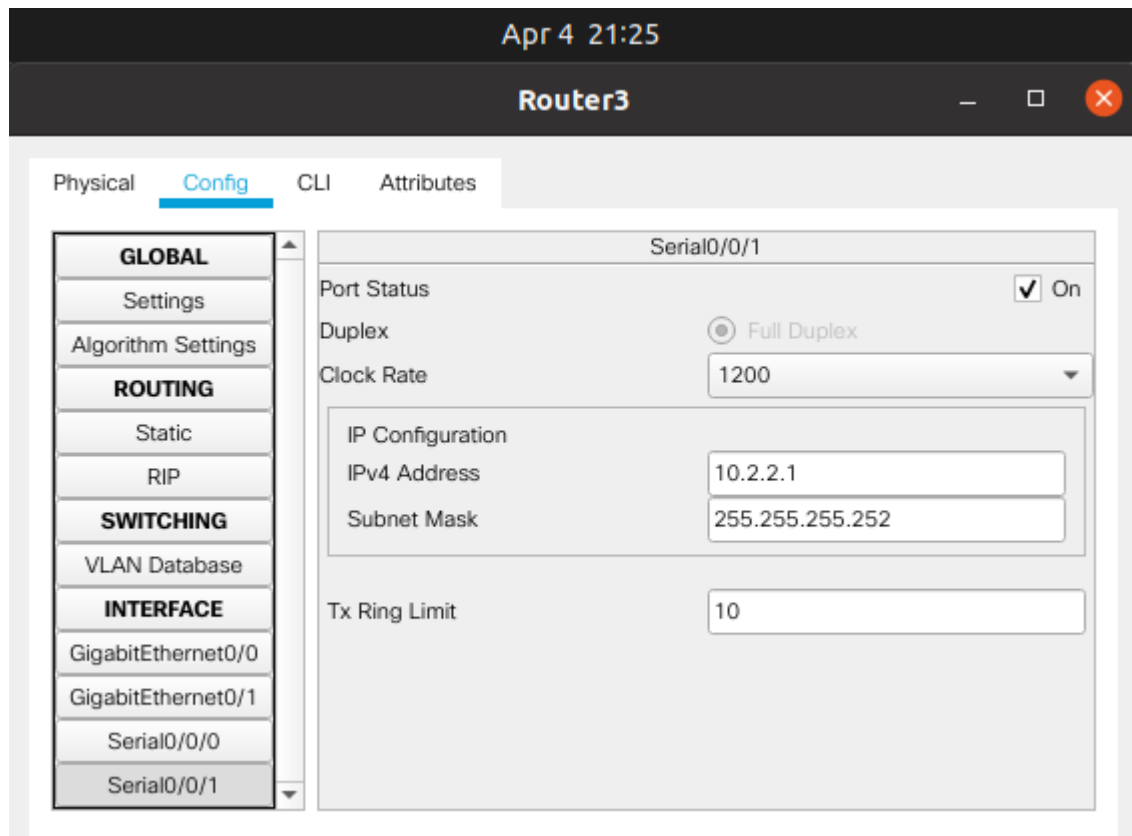 Apr 4 21:25
Router3
Physical Config CLI Attributes
GLOBAL
Settings
Algorithm Settings
ROUTING
Static
RIP
SWITCHING
VLAN Database
INTERFACE
GigabitEthernet0/0
GigabitEthernet0/1
Serial0/0/0
Serial0/0/1
Serial0/0/1
Port Status On
Duplex Full Duplex
Clock Rate 1200
IP Configuration
IPv4 Address 10.2.2.1
Subnet Mask 255.255.255.252
Tx Ring Limit 10